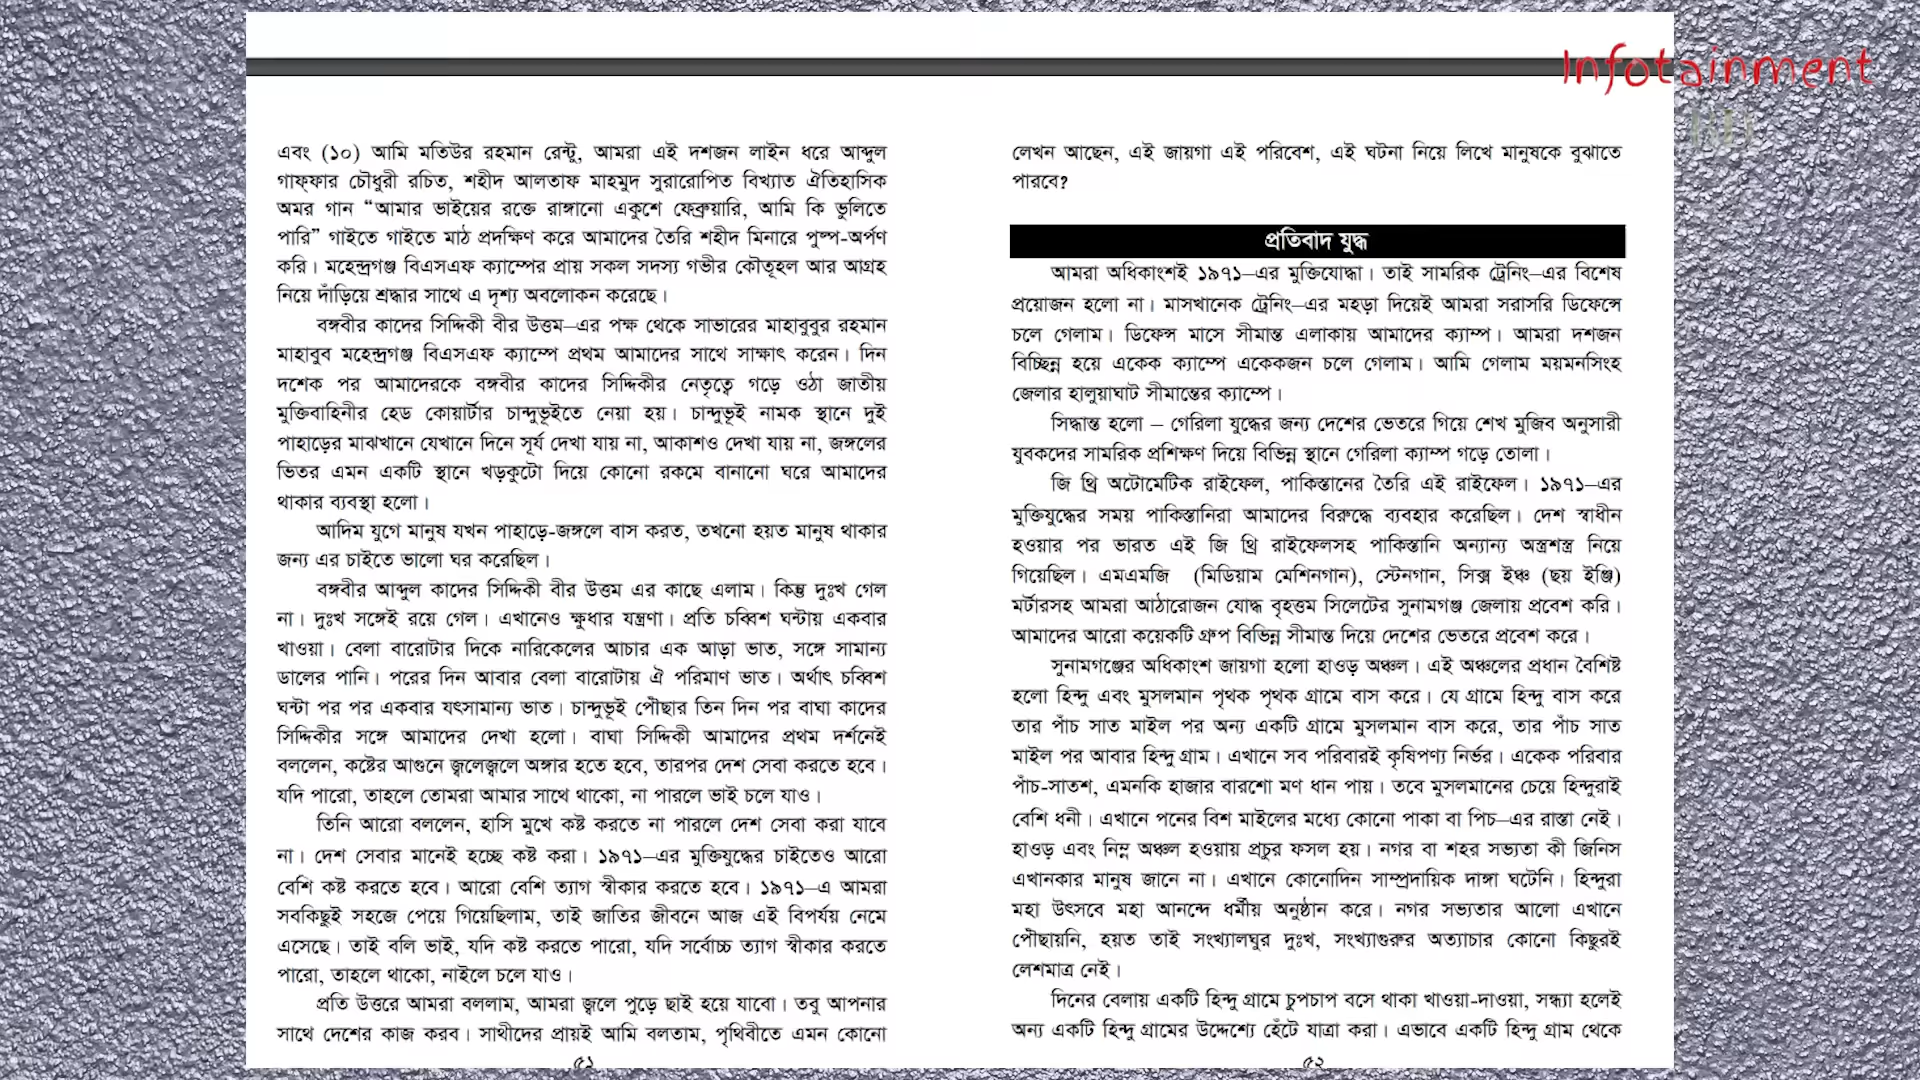 Infotainment
এবং (১০) আমি মতিউর রহমান রেন্টু, আমরা এই দশজন লাইন ধরে আব্দুল
গাফ্ফার চৌধুরী রচিত, শহীদ আলতাফ মাহমুদ সুরারোপিত বিখ্যাত ঐতিহাসিক
অমর গান “আমার ভাইয়ের রক্তে রাঙ্গানো একুশে ফেব্রুয়ারি, আমি কি ভুলিতে
পারি” গাইতে গাইতে মাঠ প্রদক্ষিণ করে আমাদের তৈরি শহীদ মিনারে পুষ্প-অর্পণ
করি। মহেন্দ্রগঞ্জ বিএসএফ ক্যাম্পের প্রায় সকল সদস্য গভীর কৌতূহল আর আগ্রহ
নিয়ে দাঁড়িয়ে শ্রদ্ধার সাথে এ দৃশ্য অবলোকন করেছে।
বঙ্গবীর কাদের সিদ্দিকী বীর উত্তম–এর পক্ষ থেকে সাভারের মাহাবুবুর রহমান
মাহাবুব মহেন্দ্রগঞ্জ বিএসএফ ক্যাম্পে প্রথম আমাদের সাথে সাক্ষাৎ করেন। দিন
দশেক পর আমাদেরকে বঙ্গবীর কাদের সিদ্দিকীর নেতৃত্বে গড়ে ওঠা জাতীয়
মুক্তিবাহিনীর হেড কোয়ার্টার চান্দুভূইতে নেয়া হয়। চান্দুভূই নামক স্থানে দুই
পাহাড়ের মাঝখানে যেখানে দিনে সূর্য দেখা যায় না, আকাশও দেখা যায় না, জঙ্গলের
ভিতর এমন একটি স্থানে খড়কুটো দিয়ে কোনো রকমে বানানো ঘরে আমাদের
থাকার ব্যবস্থা হলো।
আদিম যুগে মানুষ যখন পাহাড়ে-জঙ্গলে বাস করত, তখনো হয়ত মানুষ থাকার
জন্য এর চাইতে ভালো ঘর করেছিল।
বঙ্গবীর আব্দুল কাদের সিদ্দিকী বীর উত্তম এর কাছে এলাম। কিন্তু দুঃখ গেল
না। দুঃখ সঙ্গেই রয়ে গেল। এখানেও ক্ষুধার যন্ত্রণা। প্রতি চব্বিশ ঘন্টায় একবার
খাওয়া। বেলা বারোটার দিকে নারিকেলের আচার এক আড়া ভাত, সঙ্গে সামান্য
ডালের পানি। পরের দিন আবার বেলা বারোটায় ঐ পরিমাণ ভাত। অর্থাৎ চব্বিশ
ঘন্টা পর পর একবার যৎসামান্য ভাত। চান্দুভূই পৌঁছার তিন দিন পর বাঘা কাদের
সিদ্দিকীর সঙ্গে আমাদের দেখা হলো। বাঘা সিদ্দিকী আমাদের প্রথম দর্শনেই
বললেন, কষ্টের আগুনে জ্বলেজ্বলে অঙ্গার হতে হবে, তারপর দেশ সেবা করতে হবে।
যদি পারো, তাহলে তোমরা আমার সাথে থাকো, না পারলে ভাই চলে যাও।
তিনি আরো বললেন, হাসি মুখে কষ্ট করতে না পারলে দেশ সেবা করা যাবে
না। দেশ সেবার মানেই হচ্ছে কষ্ট করা। ১৯৭১–এর মুক্তিযুদ্ধের চাইতেও আরো
বেশি কষ্ট করতে হবে। আরো বেশি ত্যাগ স্বীকার করতে হবে। ১৯৭১–এ আমরা
সবকিছুই সহজে পেয়ে গিয়েছিলাম, তাই জাতির জীবনে আজ এই বিপর্যয় নেমে
এসেছে। তাই বলি ভাই, যদি কষ্ট করতে পারো, যদি সর্বোচ্চ ত্যাগ স্বীকার করতে
পারো, তাহলে থাকো, নাইলে চলে যাও।
প্রতি উত্তরে আমরা বললাম, আমরা জ্বলে পুড়ে ছাই হয়ে যাবো। তবু আপনার
সাথে দেশের কাজ করব। সাথীদের প্রায়ই আমি বলতাম, পৃথিবীতে এমন কোনো
৫১
লেখন আছেন, এই জায়গা এই পরিবেশ, এই ঘটনা নিয়ে লিখে মানুষকে বুঝাতে
পারবে?
প্রতিবাদ যুদ্ধ
আমরা অধিকাংশই ১৯৭১–এর মুক্তিযোদ্ধা। তাই সামরিক ট্রেনিং–এর বিশেষ
প্রয়োজন হলো না। মাসখানেক ট্রেনিং–এর মহড়া দিয়েই আমরা সরাসরি ডিফেন্সে
চলে গেলাম। ডিফেন্স মাসে সীমান্ত এলাকায় আমাদের ক্যাম্প। আমরা দশজন
বিচ্ছিন্ন হয়ে একেক ক্যাম্পে একেকজন চলে গেলাম। আমি গেলাম ময়মনসিংহ
জেলার হালুয়াঘাট সীমান্তের ক্যাম্পে।
সিদ্ধান্ত হলো – গেরিলা যুদ্ধের জন্য দেশের ভেতরে গিয়ে শেখ মুজিব অনুসারী
যুবকদের সামরিক প্রশিক্ষণ দিয়ে বিভিন্ন স্থানে গেরিলা ক্যাম্প গড়ে তোলা।
জি থ্রি অটোমেটিক রাইফেল, পাকিস্তানের তৈরি এই রাইফেল। ১৯৭১–এর
মুক্তিযুদ্ধের সময় পাকিস্তানিরা আমাদের বিরুদ্ধে ব্যবহার করেছিল। দেশ স্বাধীন
হওয়ার পর ভারত এই জি থ্রি রাইফেলসহ পাকিস্তানি অন্যান্য অস্ত্রশস্ত্র নিয়ে
গিয়েছিল। এমএমজি (মিডিয়াম মেশিনগান), স্টেনগান, সিক্স ইঞ্চ (ছয় ইঞ্জি)
মর্টারসহ আমরা আঠারোজন যোদ্ধ বৃহত্তম সিলেটের সুনামগঞ্জ জেলায় প্রবেশ করি।
আমাদের আরো কয়েকটি গ্রুপ বিভিন্ন সীমান্ত দিয়ে দেশের ভেতরে প্রবেশ করে।
সুনামগঞ্জের অধিকাংশ জায়গা হলো হাওড় অঞ্চল। এই অঞ্চলের প্রধান বৈশিষ্ট
হলো হিন্দু এবং মুসলমান পৃথক পৃথক গ্রামে বাস করে। যে গ্রামে হিন্দু বাস করে
তার পাঁচ সাত মাইল পর অন্য একটি গ্রামে মুসলমান বাস করে, তার পাঁচ সাত
মাইল পর আবার হিন্দু গ্রাম। এখানে সব পরিবারই কৃষিপণ্য নির্ভর। একেক পরিবার
পাঁচ-সাতশ, এমনকি হাজার বারশো মণ ধান পায়। তবে মুসলমানের চেয়ে হিন্দুরাই
বেশি ধনী। এখানে পনের বিশ মাইলের মধ্যে কোনো পাকা বা পিচ–এর রাস্তা নেই।
হাওড় এবং নিম্ন অঞ্চল হওয়ায় প্রচুর ফসল হয়। নগর বা শহর সভ্যতা কী জিনিস
এখানকার মানুষ জানে না। এখানে কোনোদিন সাম্প্রদায়িক দাঙ্গা ঘটেনি। হিন্দুরা
মহা উৎসবে মহা আনন্দে ধর্মীয় অনুষ্ঠান করে। নগর সভ্যতার আলো এখানে
পৌঁছায়নি, হয়ত তাই সংখ্যালঘুর দুঃখ, সংখ্যাগুরুর অত্যাচার কোনো কিছুরই
লেশমাত্র নেই।
দিনের বেলায় একটি হিন্দু গ্রামে চুপচাপ বসে থাকা খাওয়া-দাওয়া, সন্ধ্যা হলেই
অন্য একটি হিন্দু গ্রামের উদ্দেশ্যে হেঁটে যাত্রা করা। এভাবে একটি হিন্দু গ্রাম থেকে
৫২